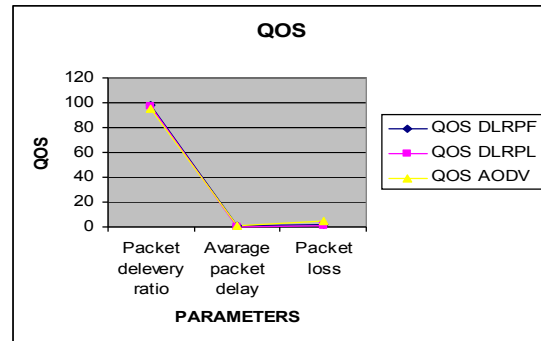 QOS
120
100
80
60
40
20
0
QOS
Packet
delevery
ratio
Avarage
packet
delay
Packet
loss
PARAMETERS
QOS DLRPF
QOS DLRPL
QOS AODV